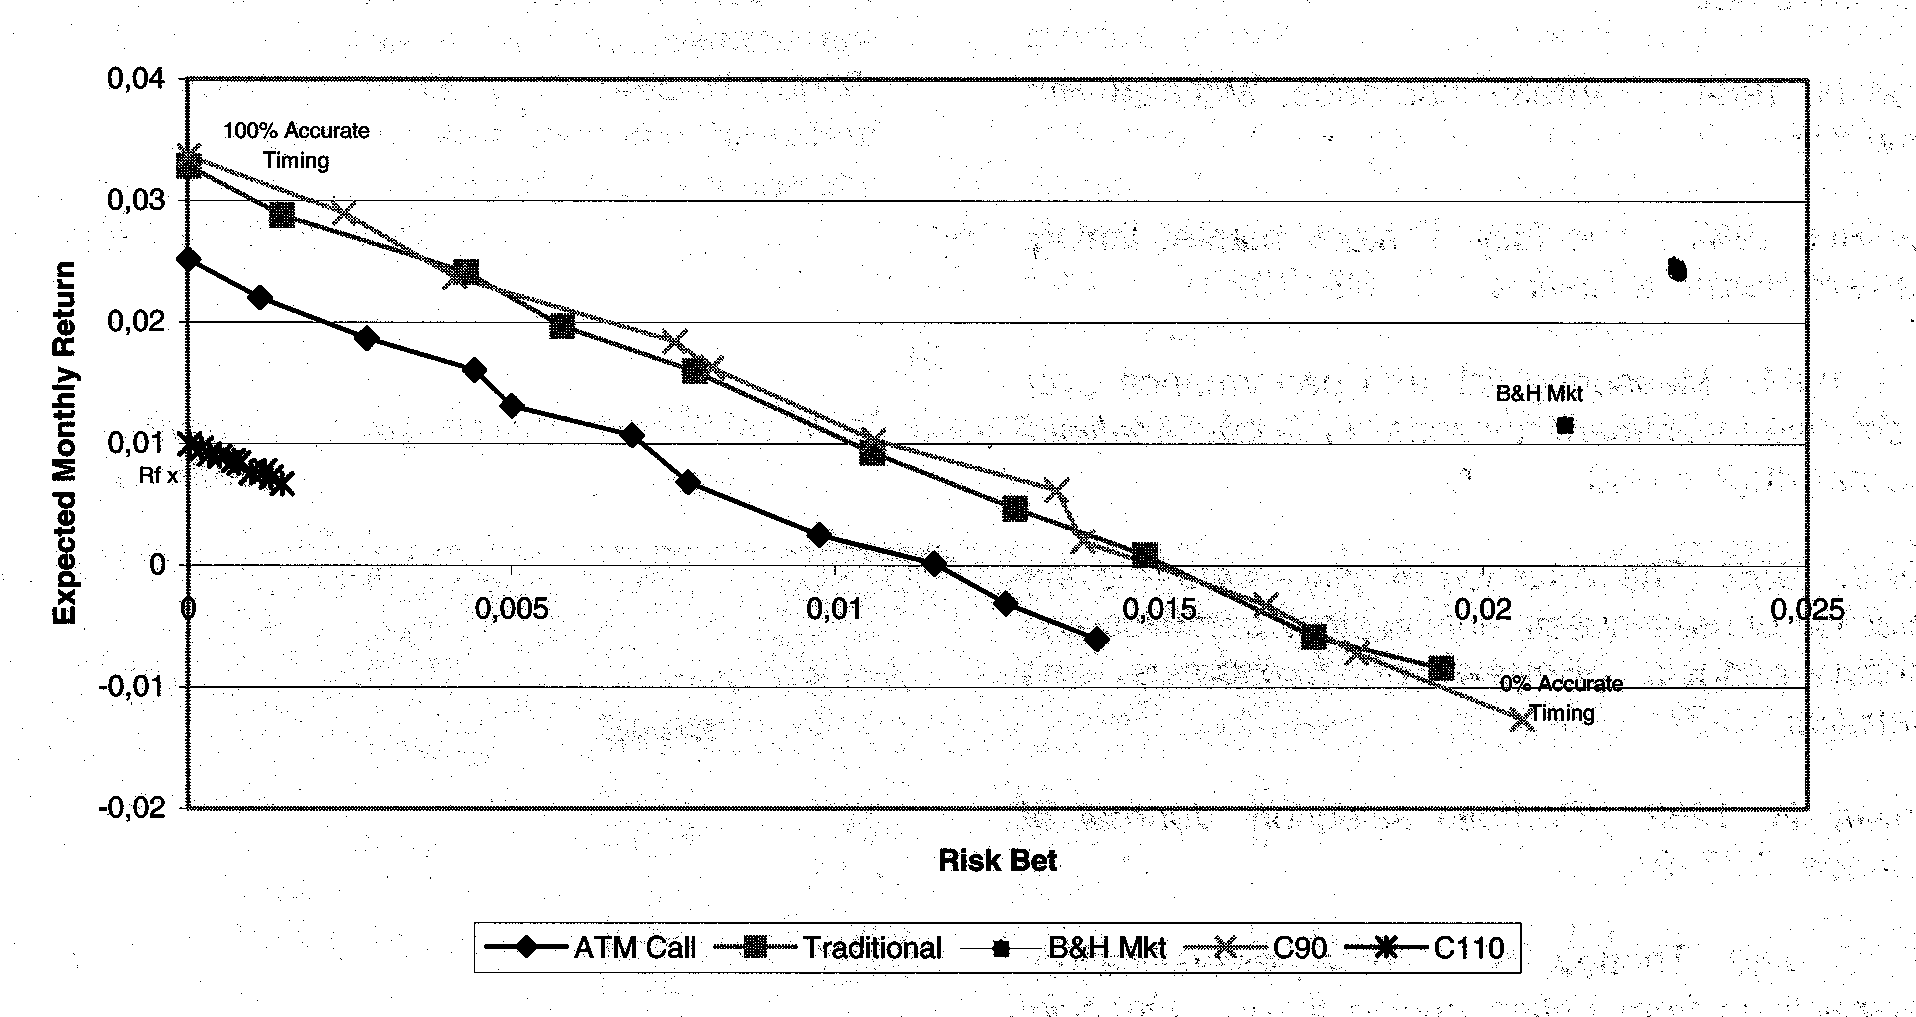 0,04
100% Accurate
Timing
0,03
0,02
B&H Mkt
0,01
Rf x
0
0
0,005
0,01
0,015
0,02
0,025
-0,01
0% Accurate
Timing
-0,02
Expected Monthly Return
Risk Bet
ATM Call
Traditional
B&H Mkt
C90
C110